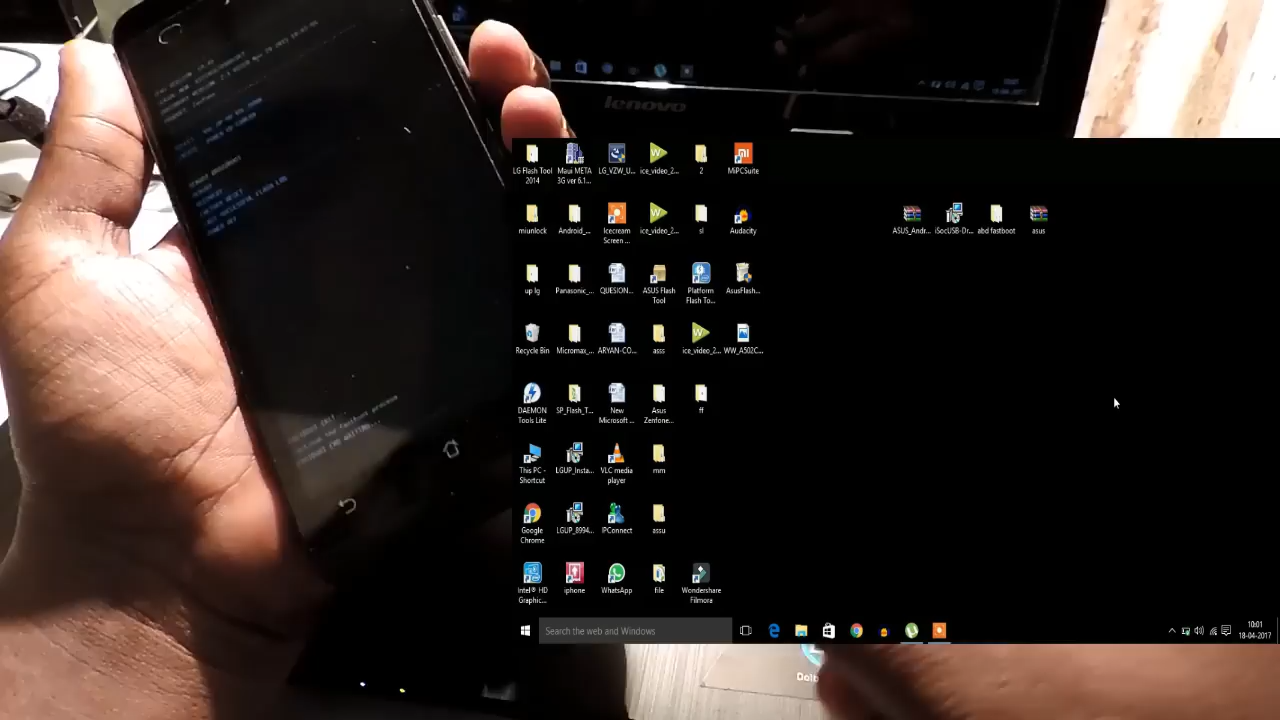 lenovo
LG Flash Tool 2014
Maui META 3G ver 6.1...
LG_VZW_U...
ice_video_2...
2
MiPCSuite
miunlock
Android_...
Icecream Screen ...
ice_video_2...
sl
Audacity
ASUS_Andr...
iSocUSB-Dr...
abd fastboot
asus
up lg
Panasonic_...
QUESION...
ASUS Flash Tool
Platform Flash To...
AsusFlash...
Recycle Bin
Micromax_...
ARYAN-CO...
asss
ice_video_2...
WW_A502C...
DAEMON Tools Lite
SP_Flash_T...
New Microsoft ...
Asus Zenfone...
ff
This PC - Shortcut
LGUP_Insta...
VLC media player
mm
Google Chrome
LGUP_8994...
IPConnect
assu
Intel® HD Graphic...
iphone
WhatsApp
file
Wondershare Filmora
Search the web and Windows
10:01
18-04-2017